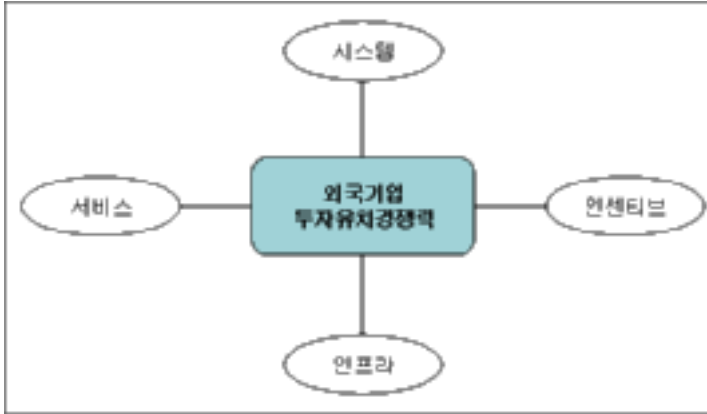 시스템
서비스
외국기업
투자유치경쟁력
인센티브
인프라